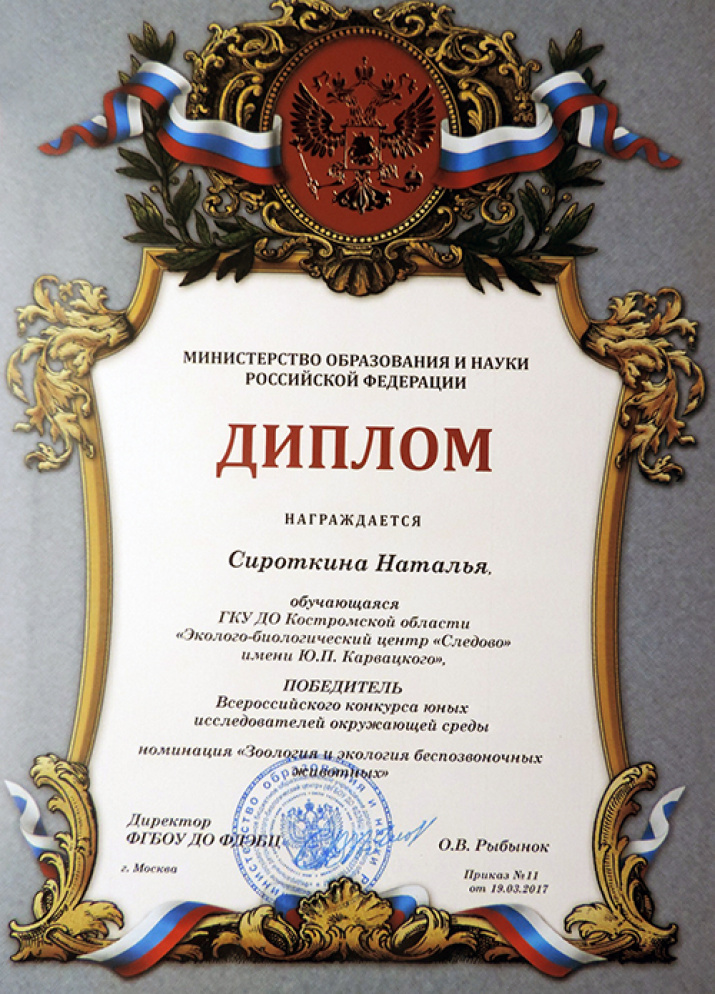 МИНИСТЕРСТВО ОБРАЗОВАНИЯ И НАУКИ
РОССИЙСКОЙ ФЕДЕРАЦИИ
ДИПЛОМ
НАГРАЖДАЕТСЯ
Сироткина Наталья,
обучающаяся
ГКУ ДО Костромской области
«Эколого-биологический центр «Следово»
имени Ю.П. Карвацкого»,
ПОБЕДИТЕЛЬ
Всероссийского конкурса юных
исследователей окружающей среды
номинация «Зоология и экология беспозвоночных
животных»
Директор
ФГБОУ ДО ФДЭБЦ
О.В. Рыбынок
г. Москва
Приказ №11
от 19.03.2017